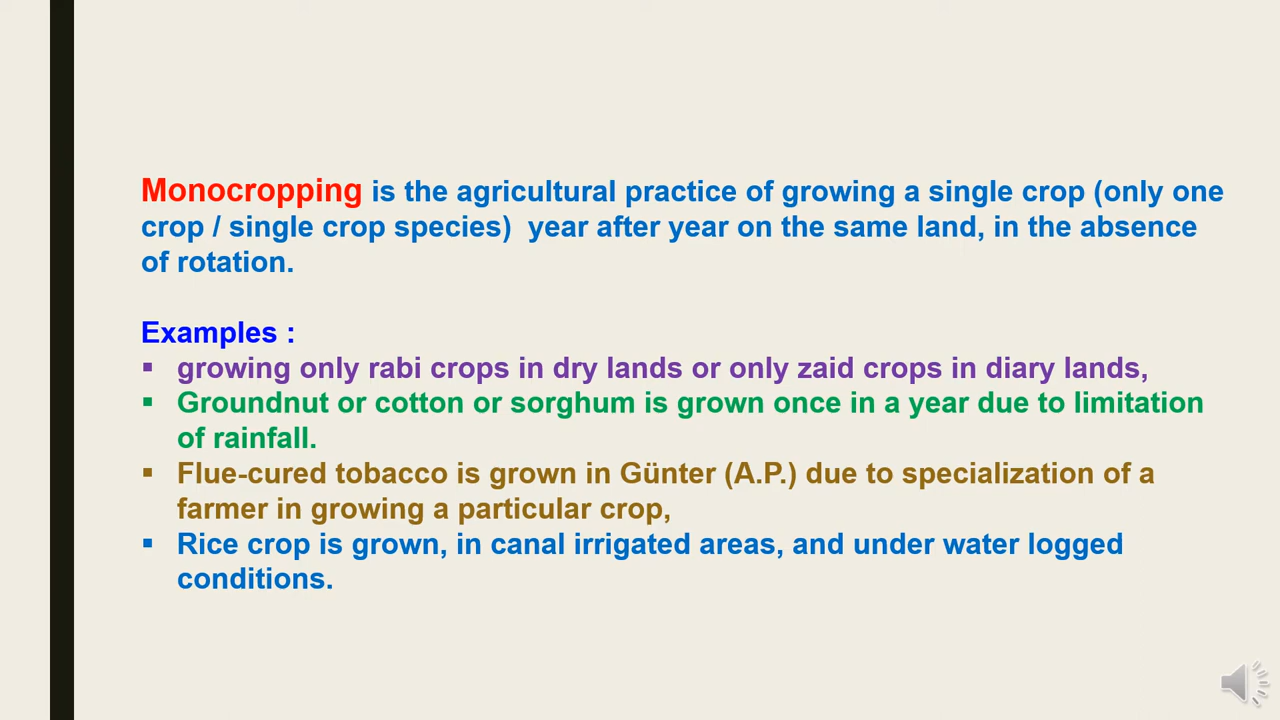 Monocropping is the agricultural practice of growing a single crop (only one
crop / single crop species)  year after year on the same land, in the absence
of rotation.
Examples :
▪ growing only rabi crops in dry lands or only zaid crops in diary lands,
▪ Groundnut or cotton or sorghum is grown once in a year due to limitation
of rainfall.
▪ Flue-cured tobacco is grown in Günter (A.P.) due to specialization of a
farmer in growing a particular crop,
▪ Rice crop is grown, in canal irrigated areas, and under water logged
conditions.